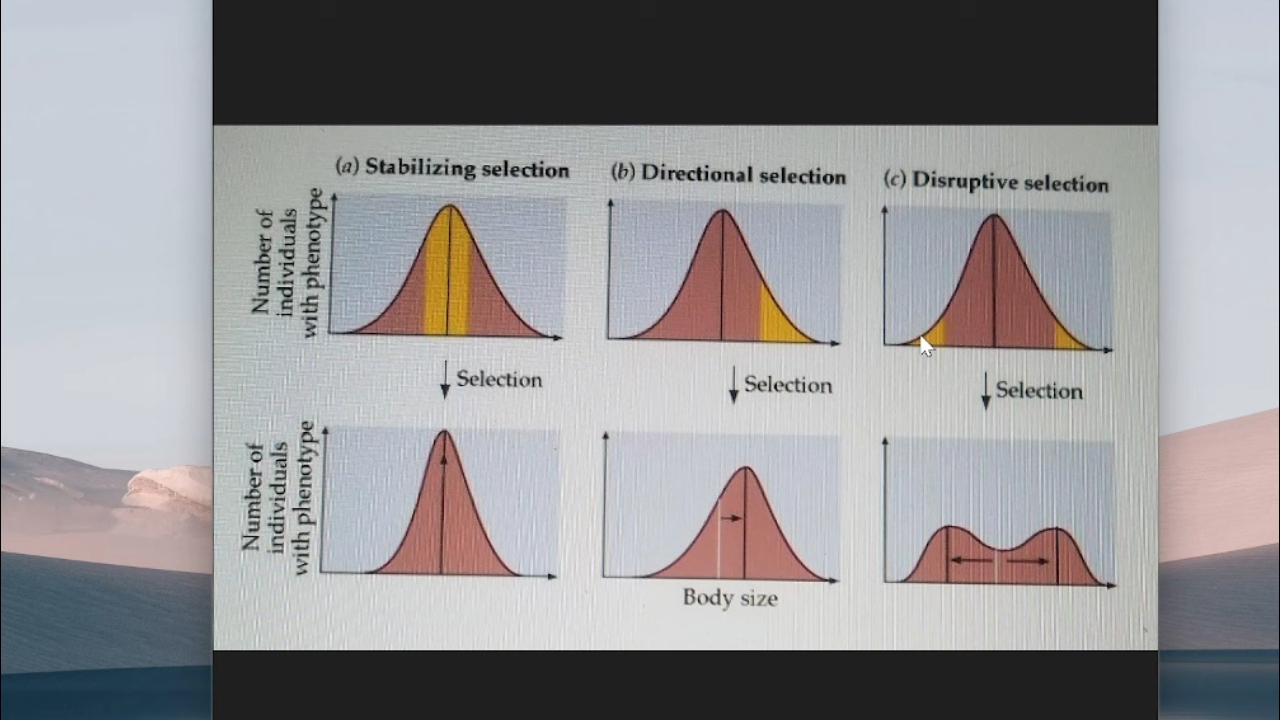 (a) Stabilizing selection
(b) Directional selection
(c) Disruptive selection
Number of
individuals
with phenotype
Selection
Selection
Selection
Number of
individuals
with phenotype
Body size